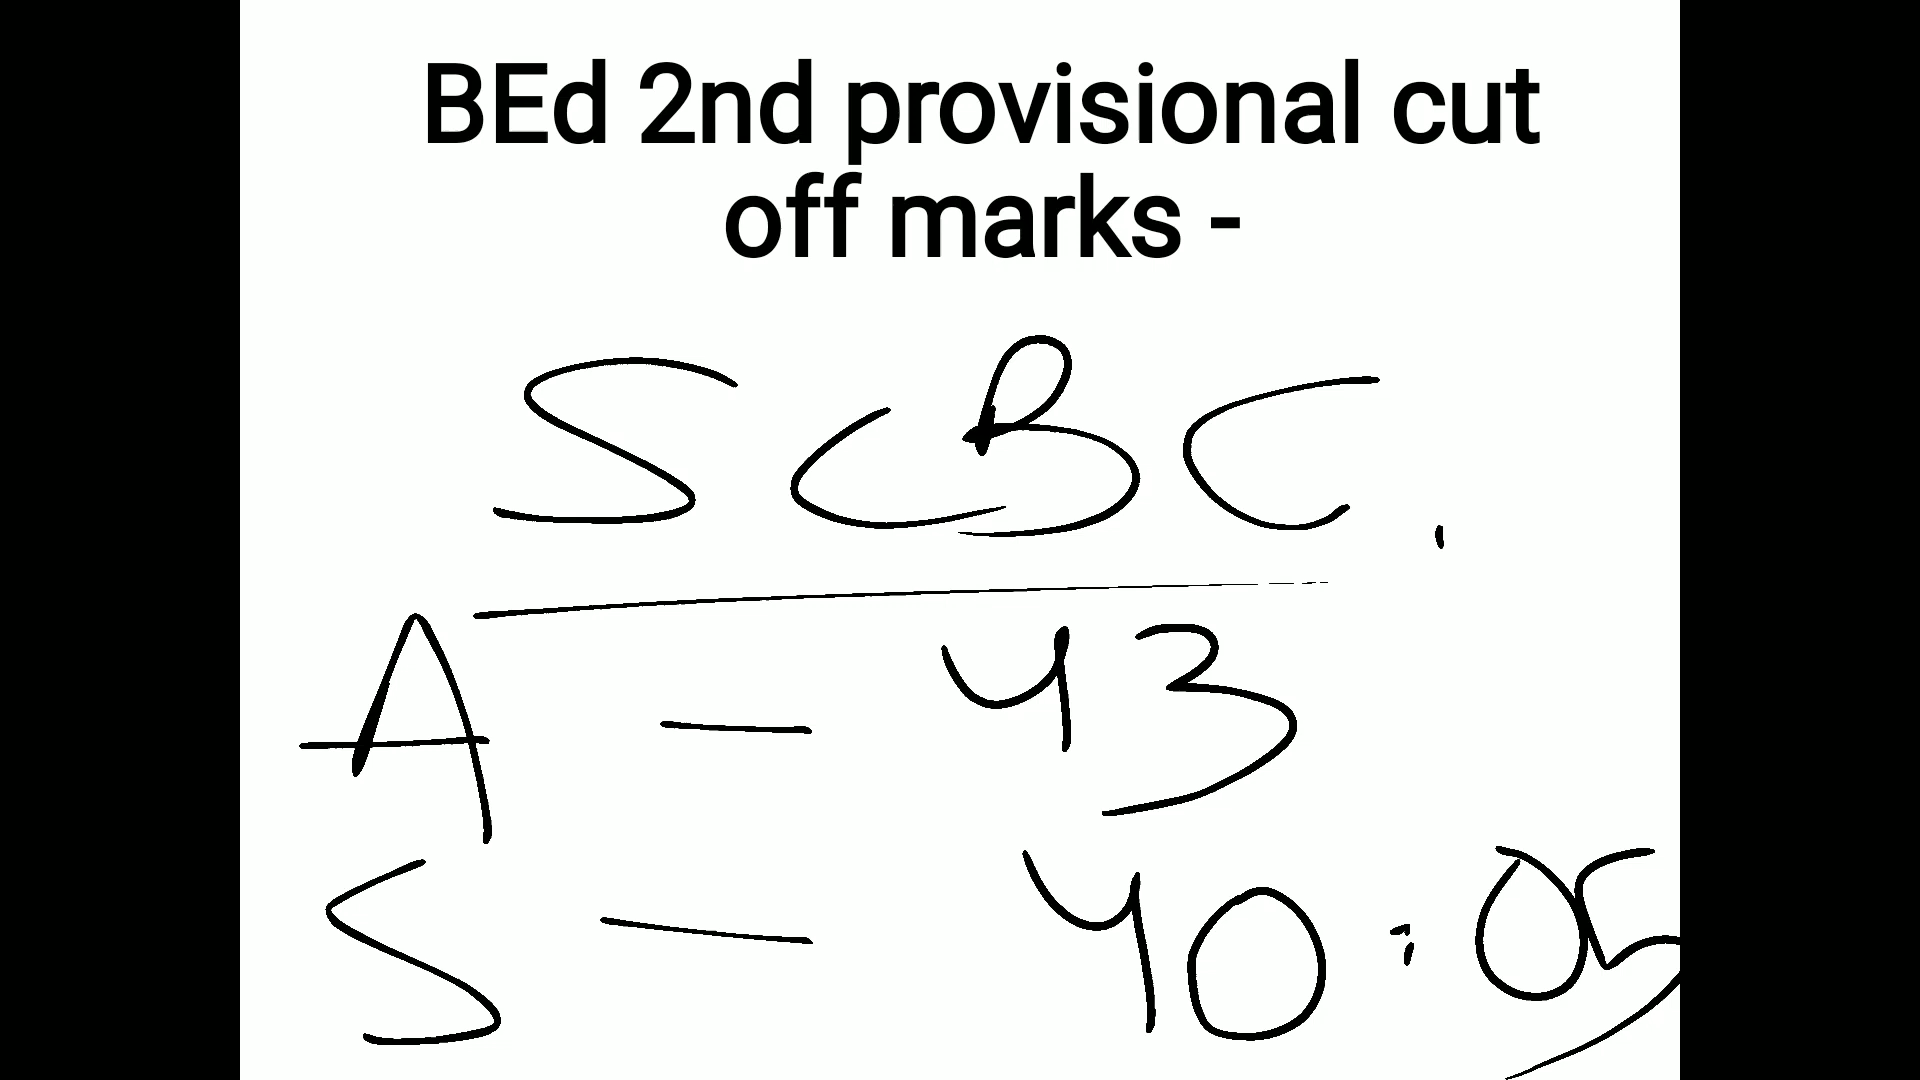 BEd 2nd provisional cut
off marks -
SCBC.
A - 43
S - 40.05